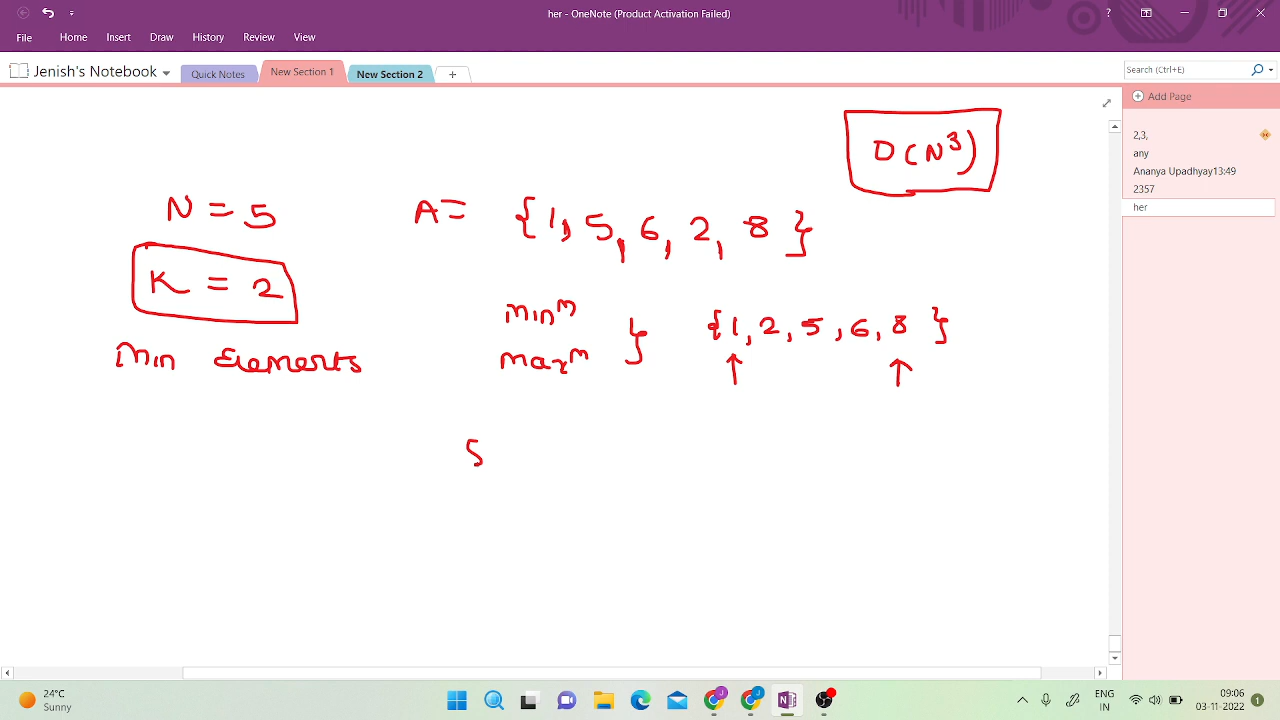 her - OneNote (Product Activation Failed)
File Home Insert Draw History Review View
Jenish's Notebook Quick Notes New Section 1 New Section 2 +
Search (Ctrl+E)
Add Page
2,3,
any
Ananya Upadhyay13:49
2357
her
O(N³)
N = 5
A= {1, 5, 6, 2, 8}
K = 2
minᵐ
maxᵐ } {1, 2, 5, 6, 8}
Min Elements
5
24°C
Sunny
ENG
IN
09:06
03-11-2022
1